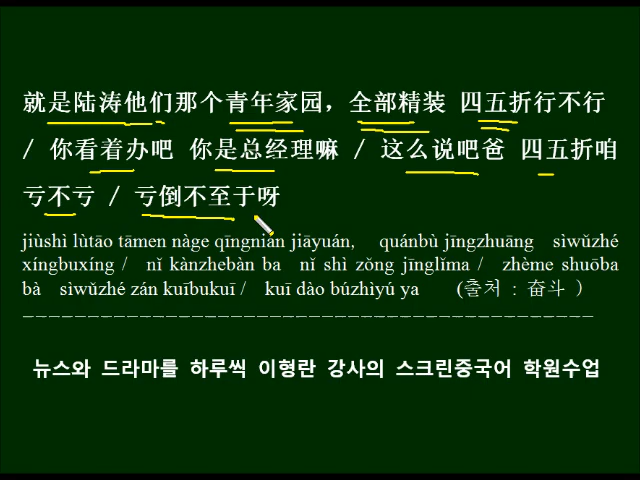 就是陆涛他们那个青年家园，全部精装 四五折行不行
/ 你看着办吧 你是总经理嘛 / 这么说吧爸 四五折咱
亏不亏 / 亏倒不至于呀
jiùshì lùtāo tāmen nàge qīngnián jiāyuán, quánbù jīngzhuāng sìwǔzhé
xíngbuxíng / nǐ kànzhebàn ba nǐ shì zǒng jīnglǐma / zhème shuōba
bà sìwǔzhé zán kuībukuī / kuī dào búzhìyú ya (출처 : 奋斗 )
뉴스와 드라마를 하루씩 이형란 강사의 스크린중국어 학원수업